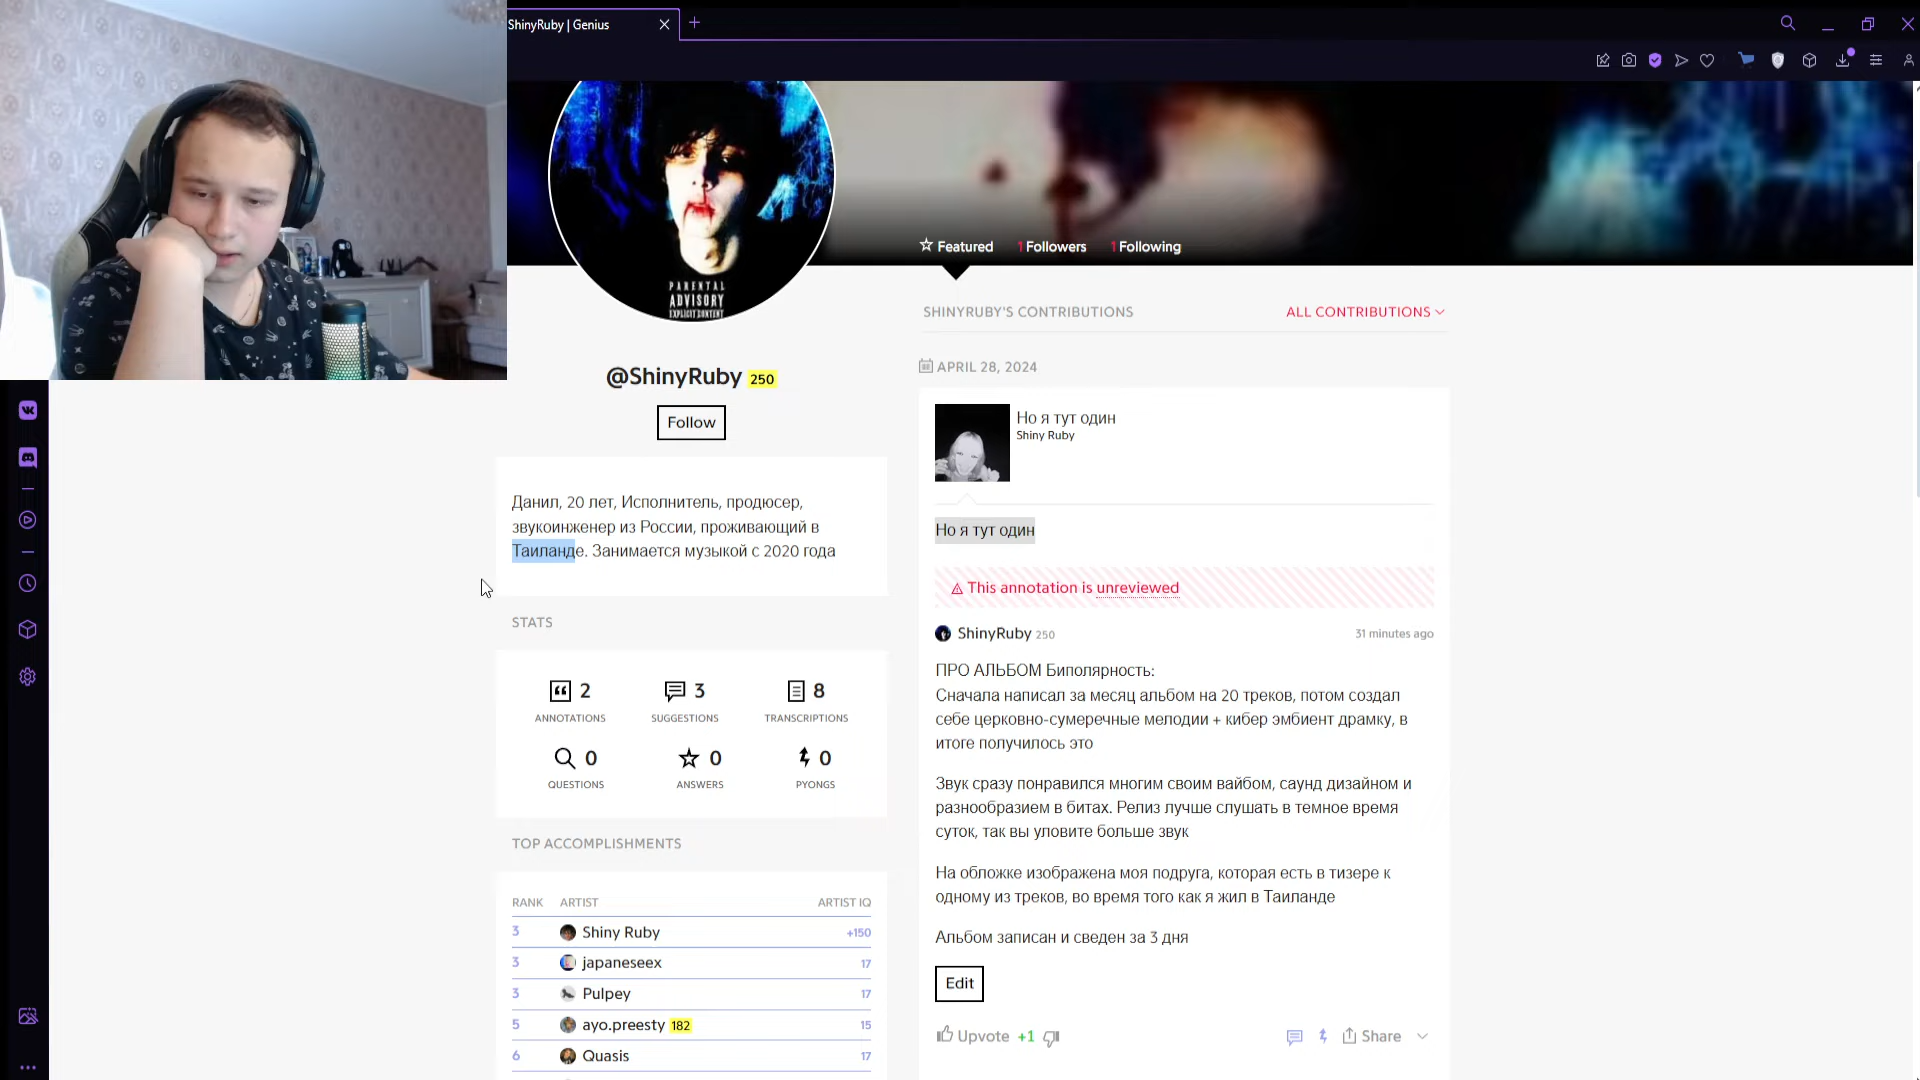 ShinyRuby | Genius
PARENTAL
ADVISORY
EXPLICIT CONTENT
Featured
1 Followers
1 Following
@ShinyRuby 250
Follow
Данил, 20 лет, Исполнитель, продюсер,
звукоинженер из России, проживающий в
Таиланде. Занимается музыкой с 2020 года
STATS
2
ANNOTATIONS
3
SUGGESTIONS
8
TRANSCRIPTIONS
0
QUESTIONS
0
ANSWERS
0
PYONGS
TOP ACCOMPLISHMENTS
RANK ARTIST ARTIST IQ
3 Shiny Ruby +150
3 japaneseex 17
3 Pulpey 17
5 ayo.preesty 182 15
6 Quasis 17
SHINYRUBY'S CONTRIBUTIONS
ALL CONTRIBUTIONS
APRIL 28, 2024
Но я тут один
Shiny Ruby
Но я тут один
This annotation is unreviewed
ShinyRuby 250
31 minutes ago
ПРО АЛЬБОМ Биполярность:
Сначала написал за месяц альбом на 20 треков, потом создал
себе церковно-сумеречные мелодии + кибер эмбиент драмку, в
итоге получилось это
Звук сразу понравился многим своим вайбом, саунд дизайном и
разнообразием в битах. Релиз лучше слушать в темное время
суток, так вы уловите больше звук
На обложке изображена моя подруга, которая есть в тизере к
одному из треков, во время того как я жил в Таиланде
Альбом записан и сведен за 3 дня
Edit
Upvote +1
Share